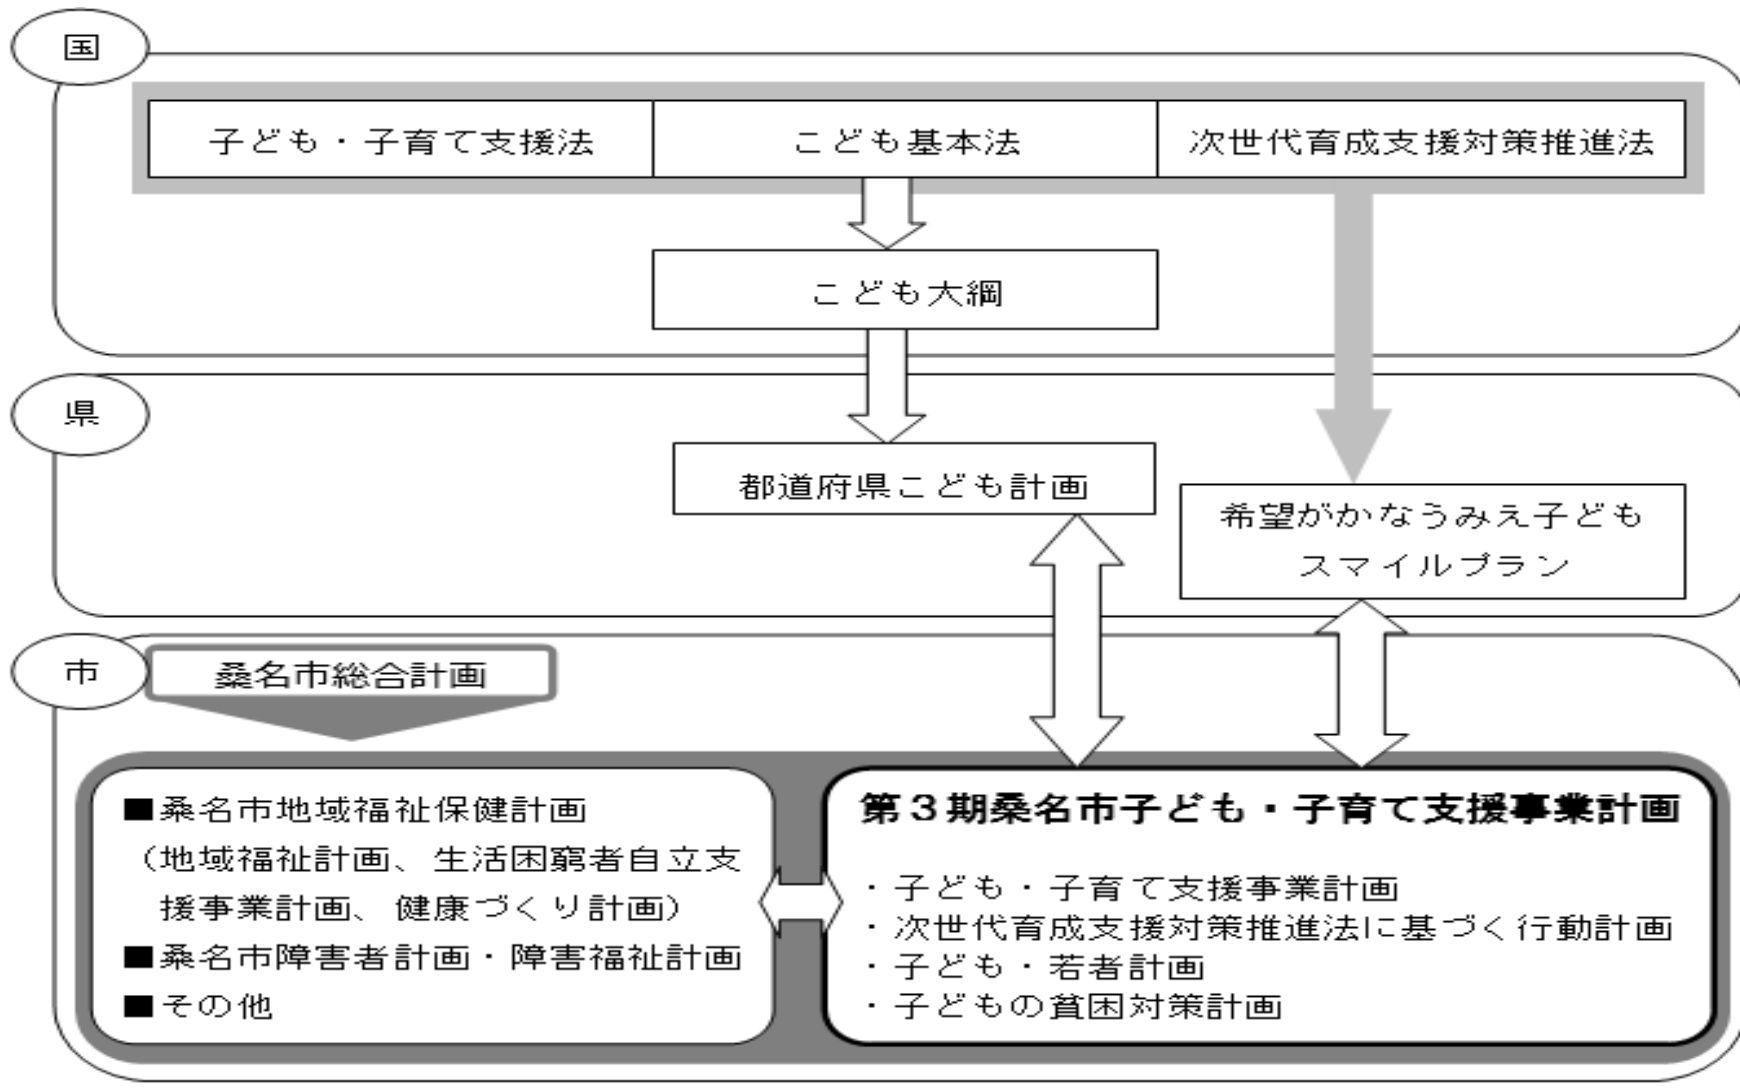 国
子ども・子育て支援法
こども基本法
次世代育成支援対策推進法
こども大綱
県
都道府県こども計画
希望がかなうみえ子ども
スマイルプラン
市
桑名市総合計画
■桑名市地域福祉保健計画
（地域福祉計画、生活困窮者自立支
援事業計画、健康づくり計画）
■桑名市障害者計画・障害福祉計画
■その他
第３期桑名市子ども・子育て支援事業計画
・子ども・子育て支援事業計画
・次世代育成支援対策推進法に基づく行動計画
・子ども・若者計画
・子どもの貧困対策計画